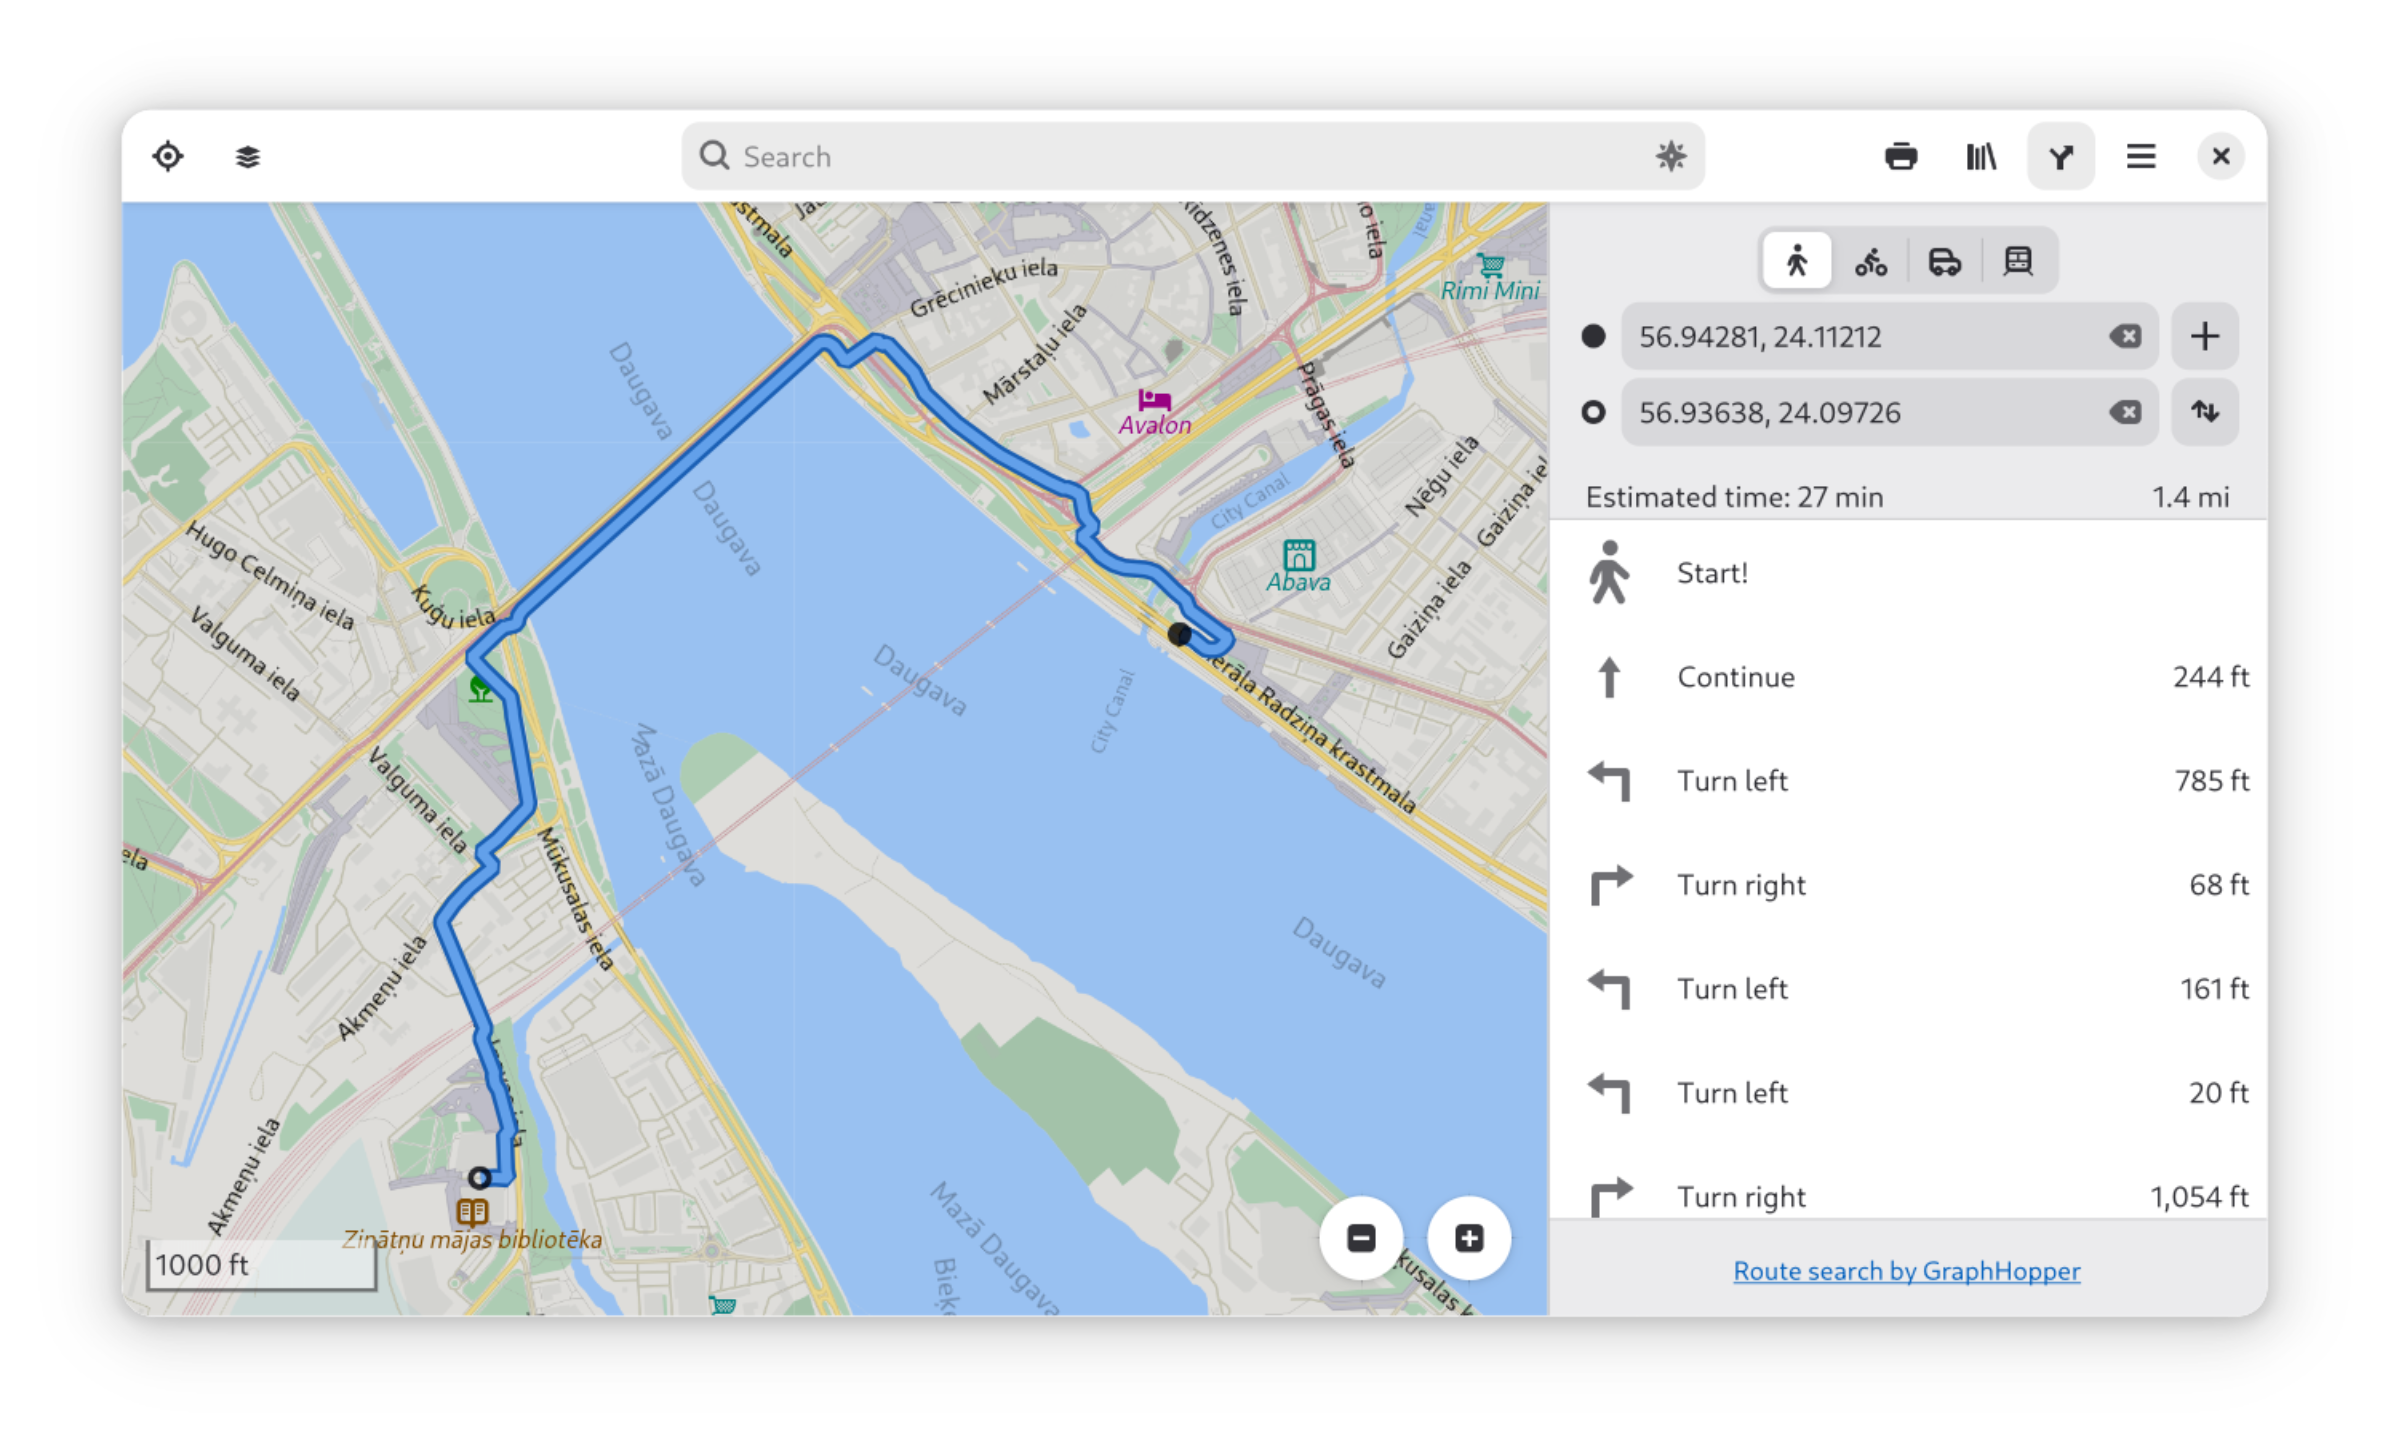 Search
Grēcinieku iela
Mārstaļu iela
Rimi Mini
Avalon
Prāgas iela
Nēģu iela
City Canal
Abava
Gaiziņa iela
Daugava
Daugava
Daugava
Daugava
Hugo Celmiņa iela
Valguma iela
Kuģu iela
Valguma iela
Mūkusalas iela
Mazā Daugava
City Canal
Akmeņu iela
Akmeņu iela
Zinātņu mājas bibliotēka
Mazā Daugava
1000 ft
56.94281, 24.11212
56.93638, 24.09726
Estimated time: 27 min 1.4 mi
Start!
Continue 244 ft
Turn left 785 ft
Turn right 68 ft
Turn left 161 ft
Turn left 20 ft
Turn right 1,054 ft
Route search by GraphHopper